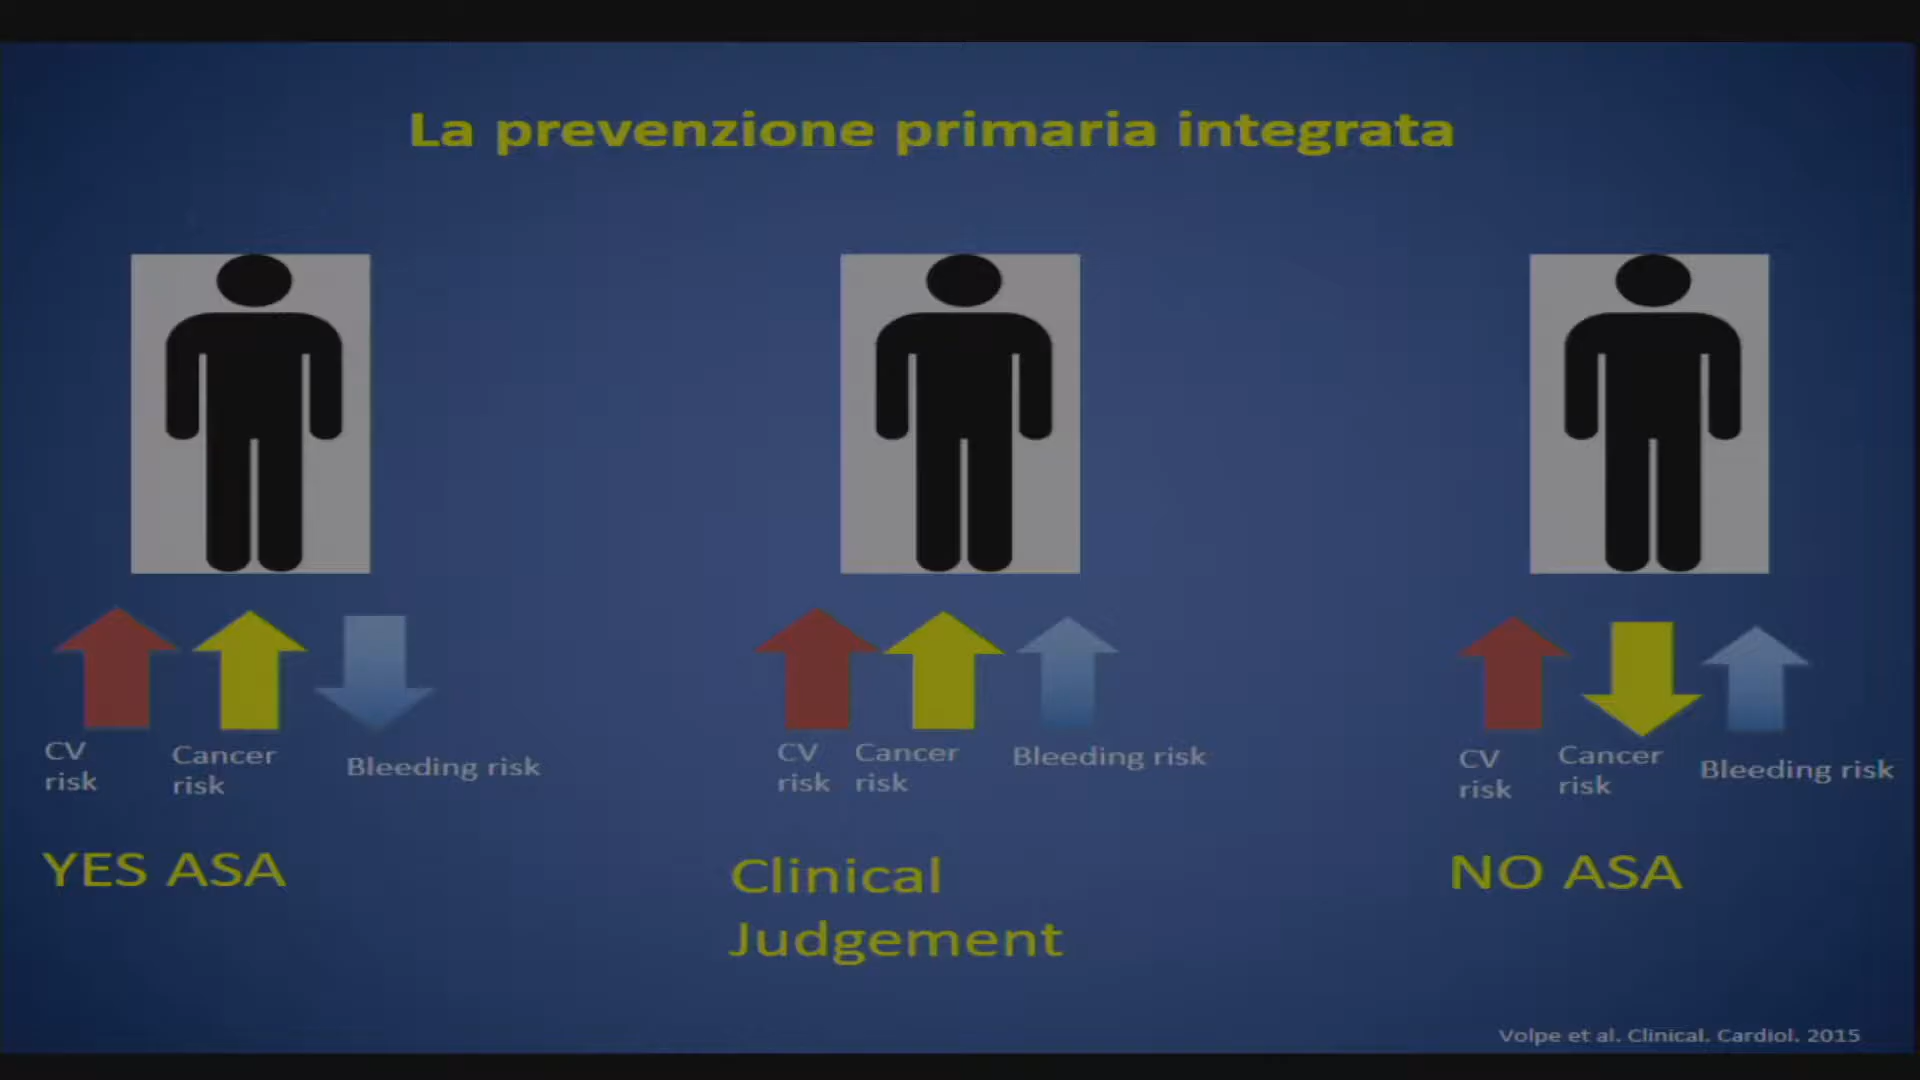 La prevenzione primaria integrata
CV
risk
Cancer
risk
Bleeding risk
YES ASA
CV
risk
Cancer
risk
Bleeding risk
Clinical
Judgement
CV
risk
Cancer
risk
Bleeding risk
NO ASA
Volpe et al. Clinical. Cardiol. 2015